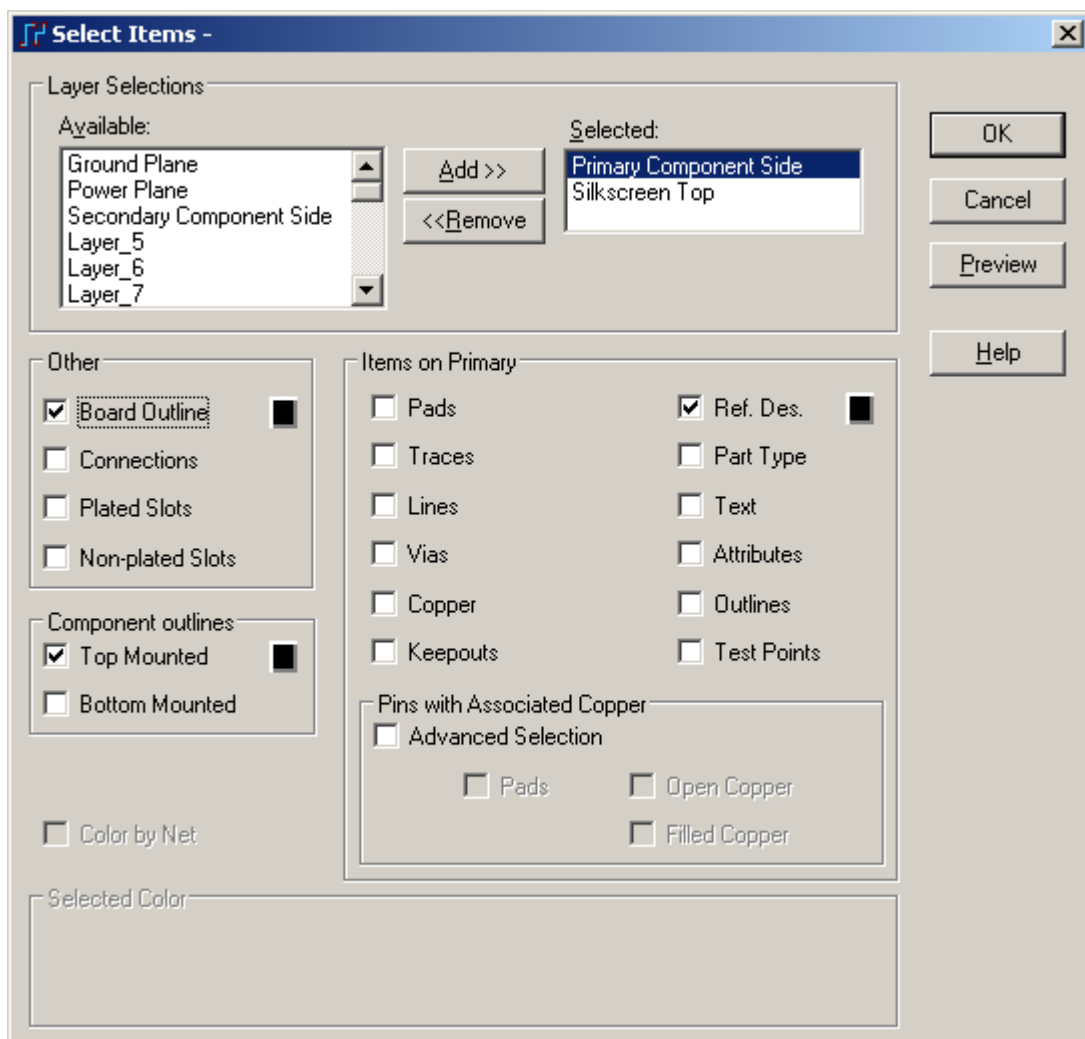 Select Items -
Layer Selections
Available:
Ground Plane
Power Plane
Secondary Component Side
Layer_5
Layer_6
Layer_7
Add >>
<<Remove
Selected:
Primary Component Side
Silkscreen Top
OK
Cancel
Preview
Help
Other
Board Outline
Connections
Plated Slots
Non-plated Slots
Component outlines
Top Mounted
Bottom Mounted
Color by Net
Items on Primary
Pads
Traces
Lines
Vias
Copper
Keepouts
Ref. Des.
Part Type
Text
Attributes
Outlines
Test Points
Pins with Associated Copper
Advanced Selection
Pads
Open Copper
Filled Copper
Selected Color